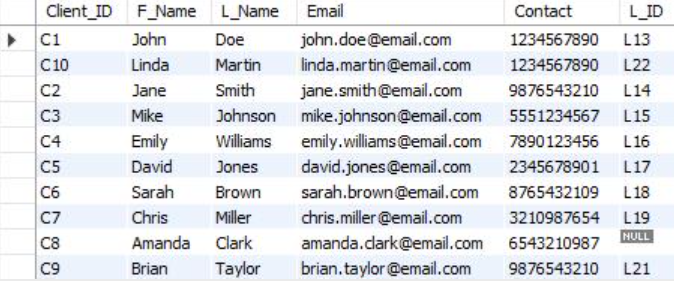 Client_ID F_Name L_Name Email Contact L_ID
C1 John Doe john.doe@email.com 1234567890 L13
C10 Linda Martin linda.martin@email.com 1234567890 L22
C2 Jane Smith jane.smith@email.com 9876543210 L14
C3 Mike Johnson mike.johnson@email.com 5551234567 L15
C4 Emily Williams emily.williams@email.com 7890123456 L16
C5 David Jones david.jones@email.com 2345678901 L17
C6 Sarah Brown sarah.brown@email.com 8765432109 L18
C7 Chris Miller chris.miller@email.com 3210987654 L19
C8 Amanda Clark amanda.clark@email.com 6543210987 NULL
C9 Brian Taylor brian.taylor@email.com 9876543210 L21